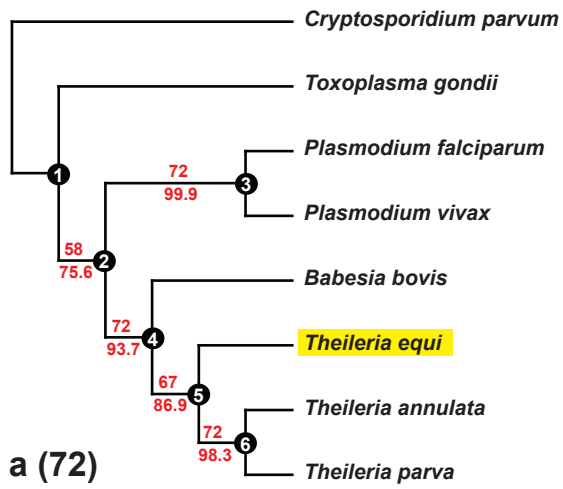 Cryptosporidium parvum
Toxoplasma gondii
Plasmodium falciparum
72
1
3
99.9
Plasmodium vivax
58
2
75.6
Babesia bovis
72
4
93.7
Theileria equi
67
5
86.9
Theileria annulata
72
6
98.3
a (72)
Theileria parva